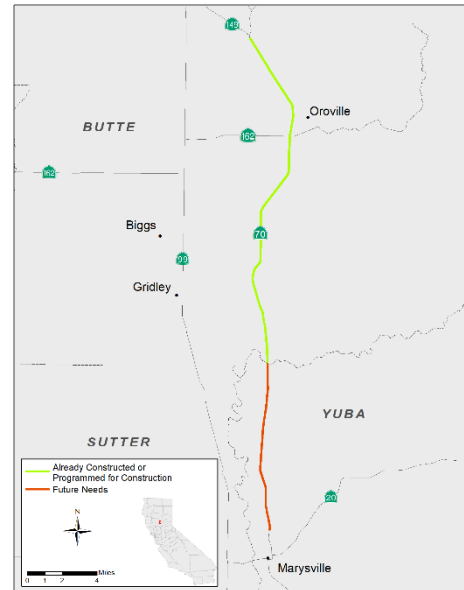 149
Oroville
BUTTE
162
162
Biggs
70
99
Gridley
YUBA
SUTTER
20
Already Constructed or
Programmed for Construction
Future Needs
N
Miles
0 1 2 4
Marysville